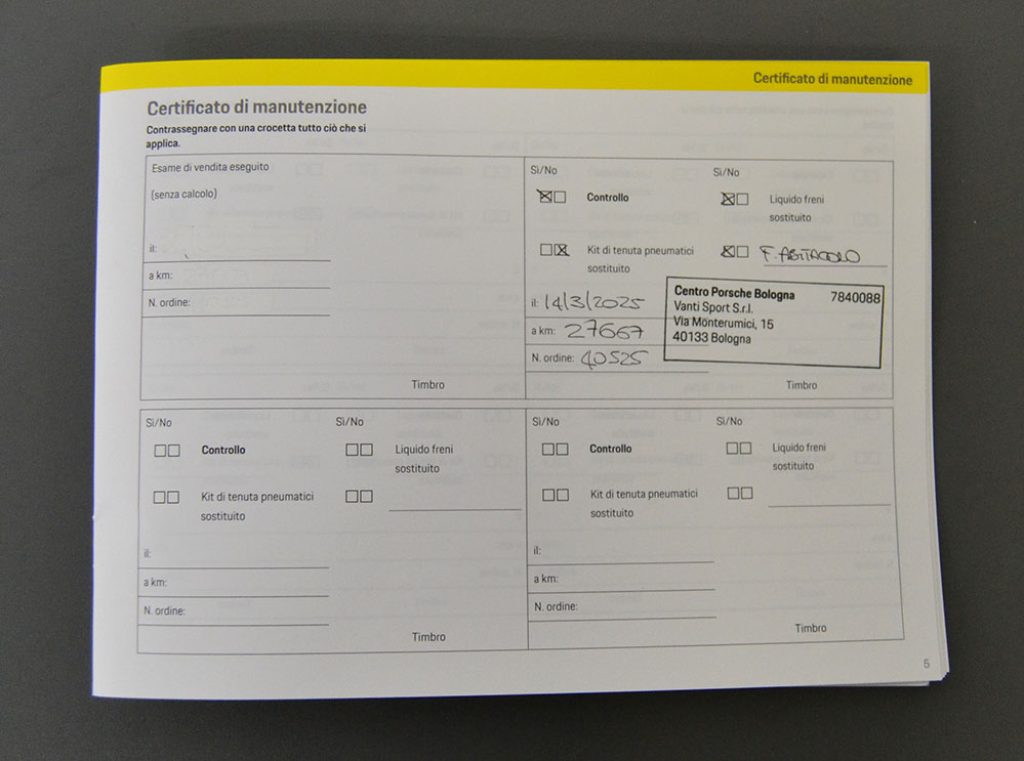 Certificato di manutenzione
Certificato di manutenzione
Contrassegnare con una crocetta tutto ciò che si
applica.
Esame di vendita eseguito
(senza calcolo)
il:
a km:
N. ordine:
Timbro
Sì/No
Sì/No
Controllo
Liquido freni
sostituito
Kit di tenuta pneumatici
sostituito
F. ABITACOLO
il: 14/3/2025
a km: 27667
N. ordine: 40525
Centro Porsche Bologna 7840088
Vanti Sport S.r.l.
Via Monterumici, 15
40133 Bologna
Timbro
Sì/No
Sì/No
Controllo
Liquido freni
sostituito
Kit di tenuta pneumatici
sostituito
il:
a km:
N. ordine:
Timbro
Sì/No
Sì/No
Controllo
Liquido freni
sostituito
Kit di tenuta pneumatici
sostituito
il:
a km:
N. ordine:
Timbro
5